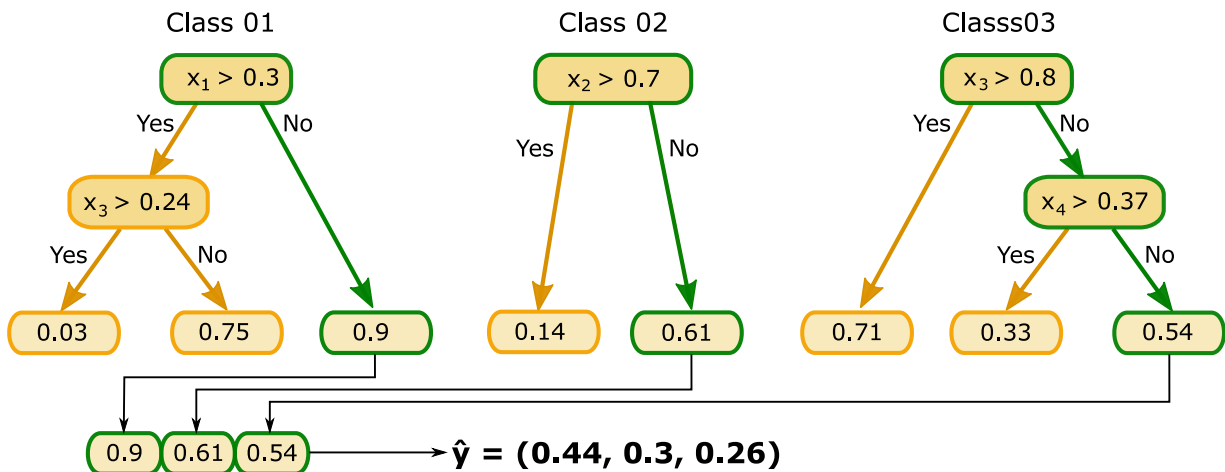 Class 01
Class 02
Classs03
x₁ > 0.3
x₂ > 0.7
x₃ > 0.8
Yes
No
Yes
No
Yes
No
x₃ > 0.24
x₄ > 0.37
Yes
No
Yes
No
0.03
0.75
0.9
0.14
0.61
0.71
0.33
0.54
0.9
0.61
0.54
ŷ = (0.44, 0.3, 0.26)